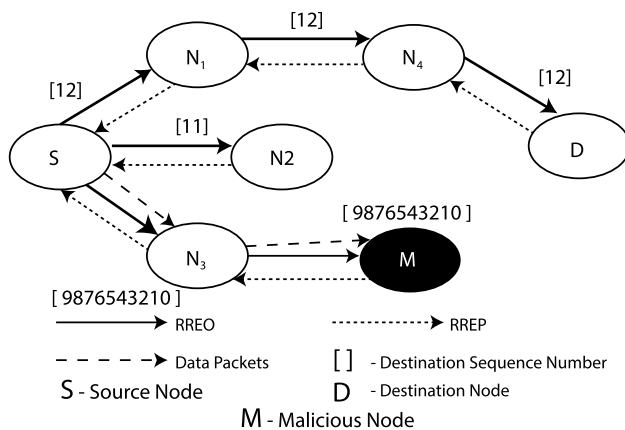 [12]
N1
N4
[12]
[12]
[11]
S
N2
D
[ 9876543210 ]
N3
M
[ 9876543210 ]
RREO
RREP
Data Packets
[ ] - Destination Sequence Number
S - Source Node
D - Destination Node
M - Malicious Node